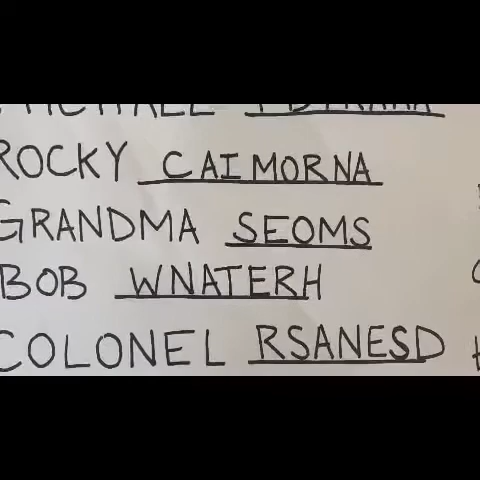 ROCKY CAIMORNA
GRANDMA SEOMS
BOB WNATERH
COLONEL RSANESD